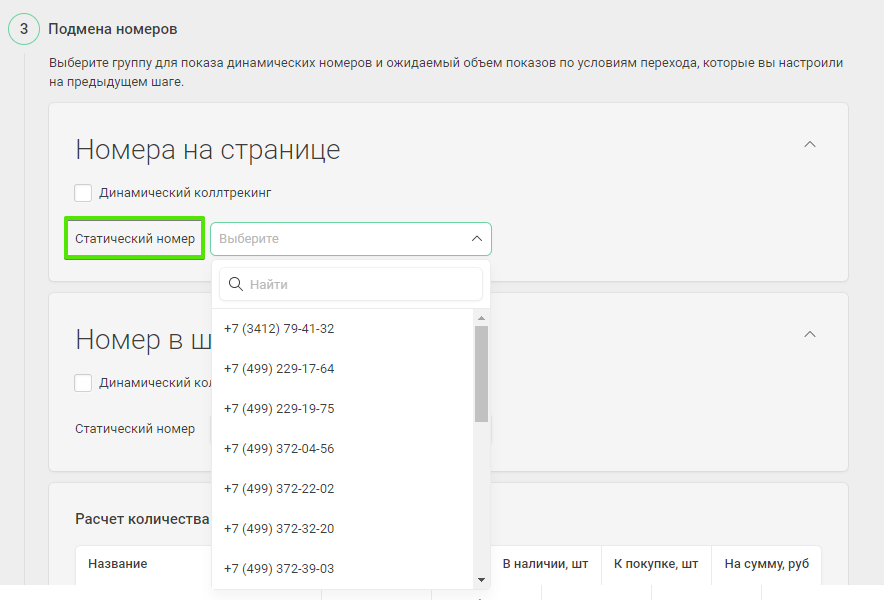 3 Подмена номеров
Выберите группу для показа динамических номеров и ожидаемый объем показов по условиям перехода, которые вы настроили
на предыдущем шаге.
Номера на странице
Динамический коллтрекинг
Статический номер Выберите
Найти
+7 (3412) 79-41-32
+7 (499) 229-17-64
+7 (499) 229-19-75
+7 (499) 372-04-56
+7 (499) 372-22-02
+7 (499) 372-32-20
+7 (499) 372-39-03
Номер в ш
Динамический кол
Статический номер
Расчет количества
Название В наличии, шт К покупке, шт На сумму, руб